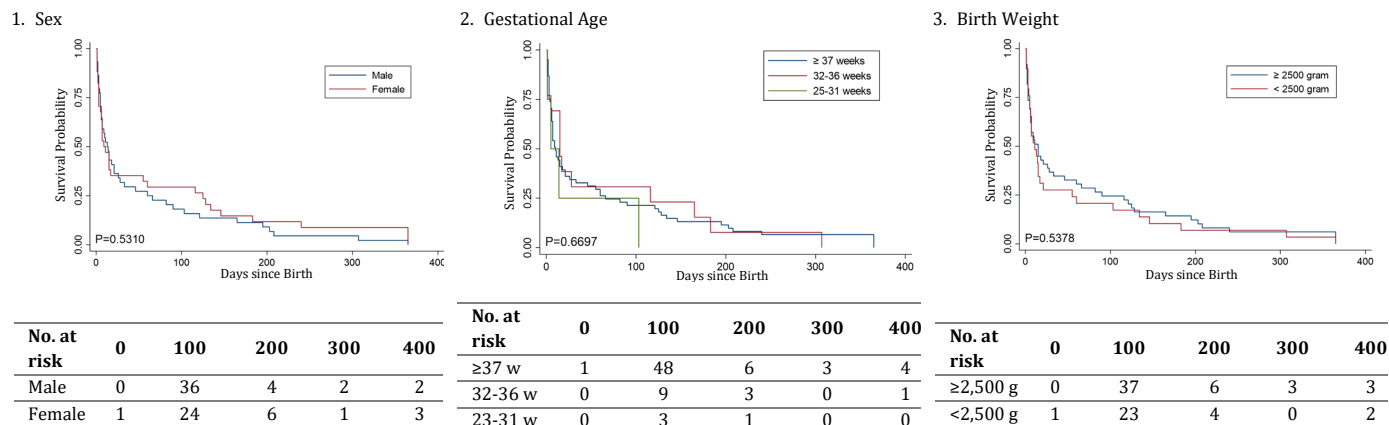 1. Sex
1.00
0.75
0.50
0.25
0.00
Survival Probability
Male
Female
P=0.5310
0 100 200 300 400
Days since Birth
No. at risk 0 100 200 300 400
Male 0 36 4 2 2
Female 1 24 6 1 3
2. Gestational Age
1.00
0.75
0.50
0.25
0.00
Survival Probability
≥ 37 weeks
32-36 weeks
25-31 weeks
P=0.6697
0 100 200 300 400
Days since Birth
No. at risk 0 100 200 300 400
≥37 w 1 48 6 3 4
32-36 w 0 9 3 0 1
23-31 w 0 3 1 0 0
3. Birth Weight
1.00
0.75
0.50
0.25
0.00
Survival Probability
≥ 2500 gram
< 2500 gram
P=0.5378
0 100 200 300 400
Days since Birth
No. at risk 0 100 200 300 400
≥2,500 g 0 37 6 3 3
<2,500 g 1 23 4 0 2